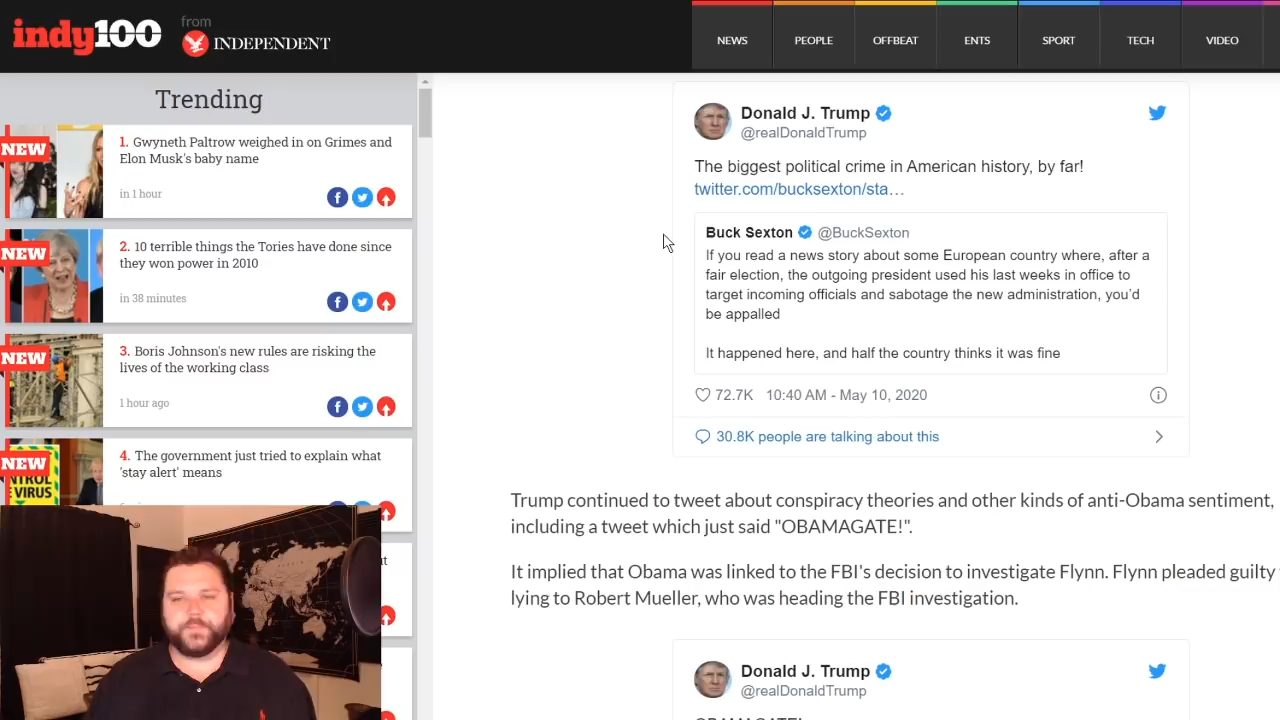 indy100
from
INDEPENDENT
NEWS
PEOPLE
OFFBEAT
ENTS
SPORT
TECH
VIDEO
Trending
NEW
1. Gwyneth Paltrow weighed in on Grimes and
Elon Musk's baby name
in 1 hour
NEW
2. 10 terrible things the Tories have done since
they won power in 2010
in 38 minutes
NEW
3. Boris Johnson's new rules are risking the
lives of the working class
1 hour ago
NEW
4. The government just tried to explain what
'stay alert' means
Donald J. Trump
@realDonaldTrump
The biggest political crime in American history, by far!
twitter.com/bucksexton/sta…
Buck Sexton @BuckSexton
If you read a news story about some European country where, after a
fair election, the outgoing president used his last weeks in office to
target incoming officials and sabotage the new administration, you'd
be appalled
It happened here, and half the country thinks it was fine
72.7K 10:40 AM - May 10, 2020
30.8K people are talking about this
Trump continued to tweet about conspiracy theories and other kinds of anti-Obama sentiment,
including a tweet which just said "OBAMAGATE!".
It implied that Obama was linked to the FBI's decision to investigate Flynn. Flynn pleaded guilty
lying to Robert Mueller, who was heading the FBI investigation.
Donald J. Trump
@realDonaldTrump
OBAMAGATE!